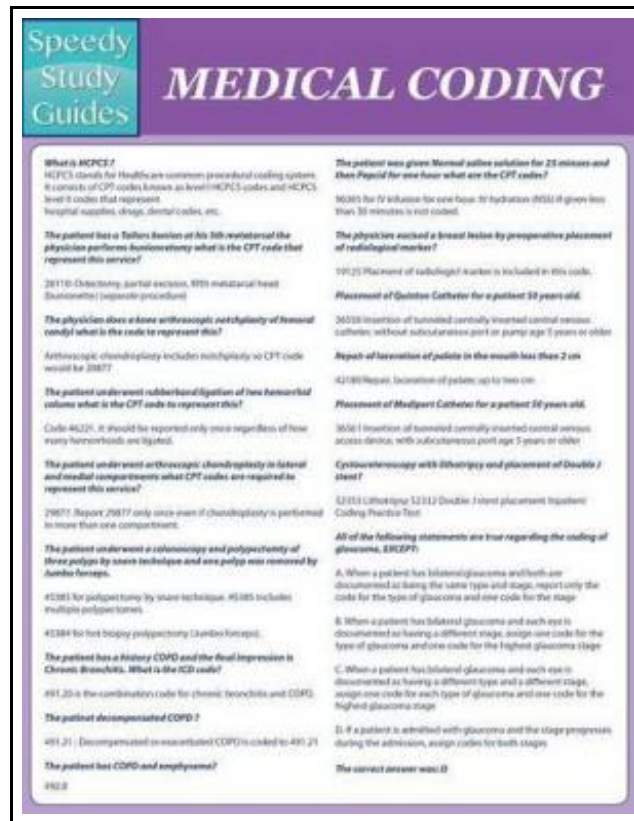 Speedy
Study
Guides
MEDICAL CODING
What is HCPCS ?
HCPCS stands for Healthcare common procedural coding system.
It consists of CPT codes known as level I HCPCS codes and HCPCS
level II codes that represent
hospital supplies, drugs, dental codes, etc.
The patient has a Tailors bunion at his 5th metatarsal the
physician performs bunionectomy what is the CPT code that
represent this service?
28110 Ostectomy, partial excision, fifth metatarsal head
(bunionette) (separate procedure)
The physician does a knee arthroscopic notchplasty of femoral
condyl what is the code to represent this?
Arthroscopic chondroplasty includes notchplasty so CPT code
would be 29877
The patient underwent rubberband ligation of two hemorrhoid
column what is the CPT code to represent this?
Code 46221. It should be reported only once regardless of how
many hemorrhoids are ligated.
The patient underwent arthroscopic chondroplasty in lateral
and medial compartments what CPT codes are required to
represent this service?
29877. Report 29877 only once even if chondroplasty is performed
in more than one compartment.
The patient underwent a colonoscopy and polypectomy of
three polyps by snare technique and one polyp was removed by
Jumbo forceps.
45385 for polypectomy by snare technique. 45385 includes
multiple polypectomies.
45384 for hot biopsy polypectomy (Jumbo forceps).
The patient has a history COPD and the final impression is
Chronic Bronchitis. What is the ICD code?
491.20 is the combination code for chronic bronchitis and COPD.
The patinet decompensated COPD ?
491.21 : Decompensated or exacerbated COPD is coded to 491.21
The patient has COPD and emphysema?
492.8
The patient was given Normal saline solution for 25 minues and
then Pepcid for one hour what are the CPT codes?
96365 for IV infusion for one hour. IV hydration (NSS) if given less
than 30 minutes is not coded.
The physician excised a breast lesion by preoperative placement
of radiological marker?
19125 Placment of radiologicl marker is included in this code.
Placement of Quinton Catheter for a patient 50 years old.
36558 Insertion of tunneled centrally inserted central venous
catheter, without subcutaneous port or pump age 5 years or older
Repair of laceration of palate in the mouth less than 2 cm
42180 Repair, laceration of palate; up to two cm
Placement of Mediport Catheter for a patient 50 years old.
36561 Insertion of tunneled centrally inserted central venous
access device, with subcutaneous port age 5 years or older
Cystoureteroscopy with lithotripsy and placement of Double J
stent?
52353 Lithotripsy 52332 Double J stent placement Inpatient
Coding Practice Test
All of the following statements are true regarding the coding of
glaucoma, EXCEPT:
A. When a patient has bilateral glaucoma and both are
documented as being the same type and stage, report only the
code for the type of glaucoma and one code for the stage
B. When a patient has bilateral glaucoma and each eye is
documented as having a different stage, assign one code for the
type of glaucoma and one code for the highest glaucoma stage
C. When a patient has bilateral glaucoma and each eye is
documented as having a different type and a different stage,
assign one code for each type of glaucoma and one code for the
highest glaucoma stage
D. If a patient is admitted with glaucoma and the stage progresses
during the admission, assign codes for both stages
The correct answer was: D